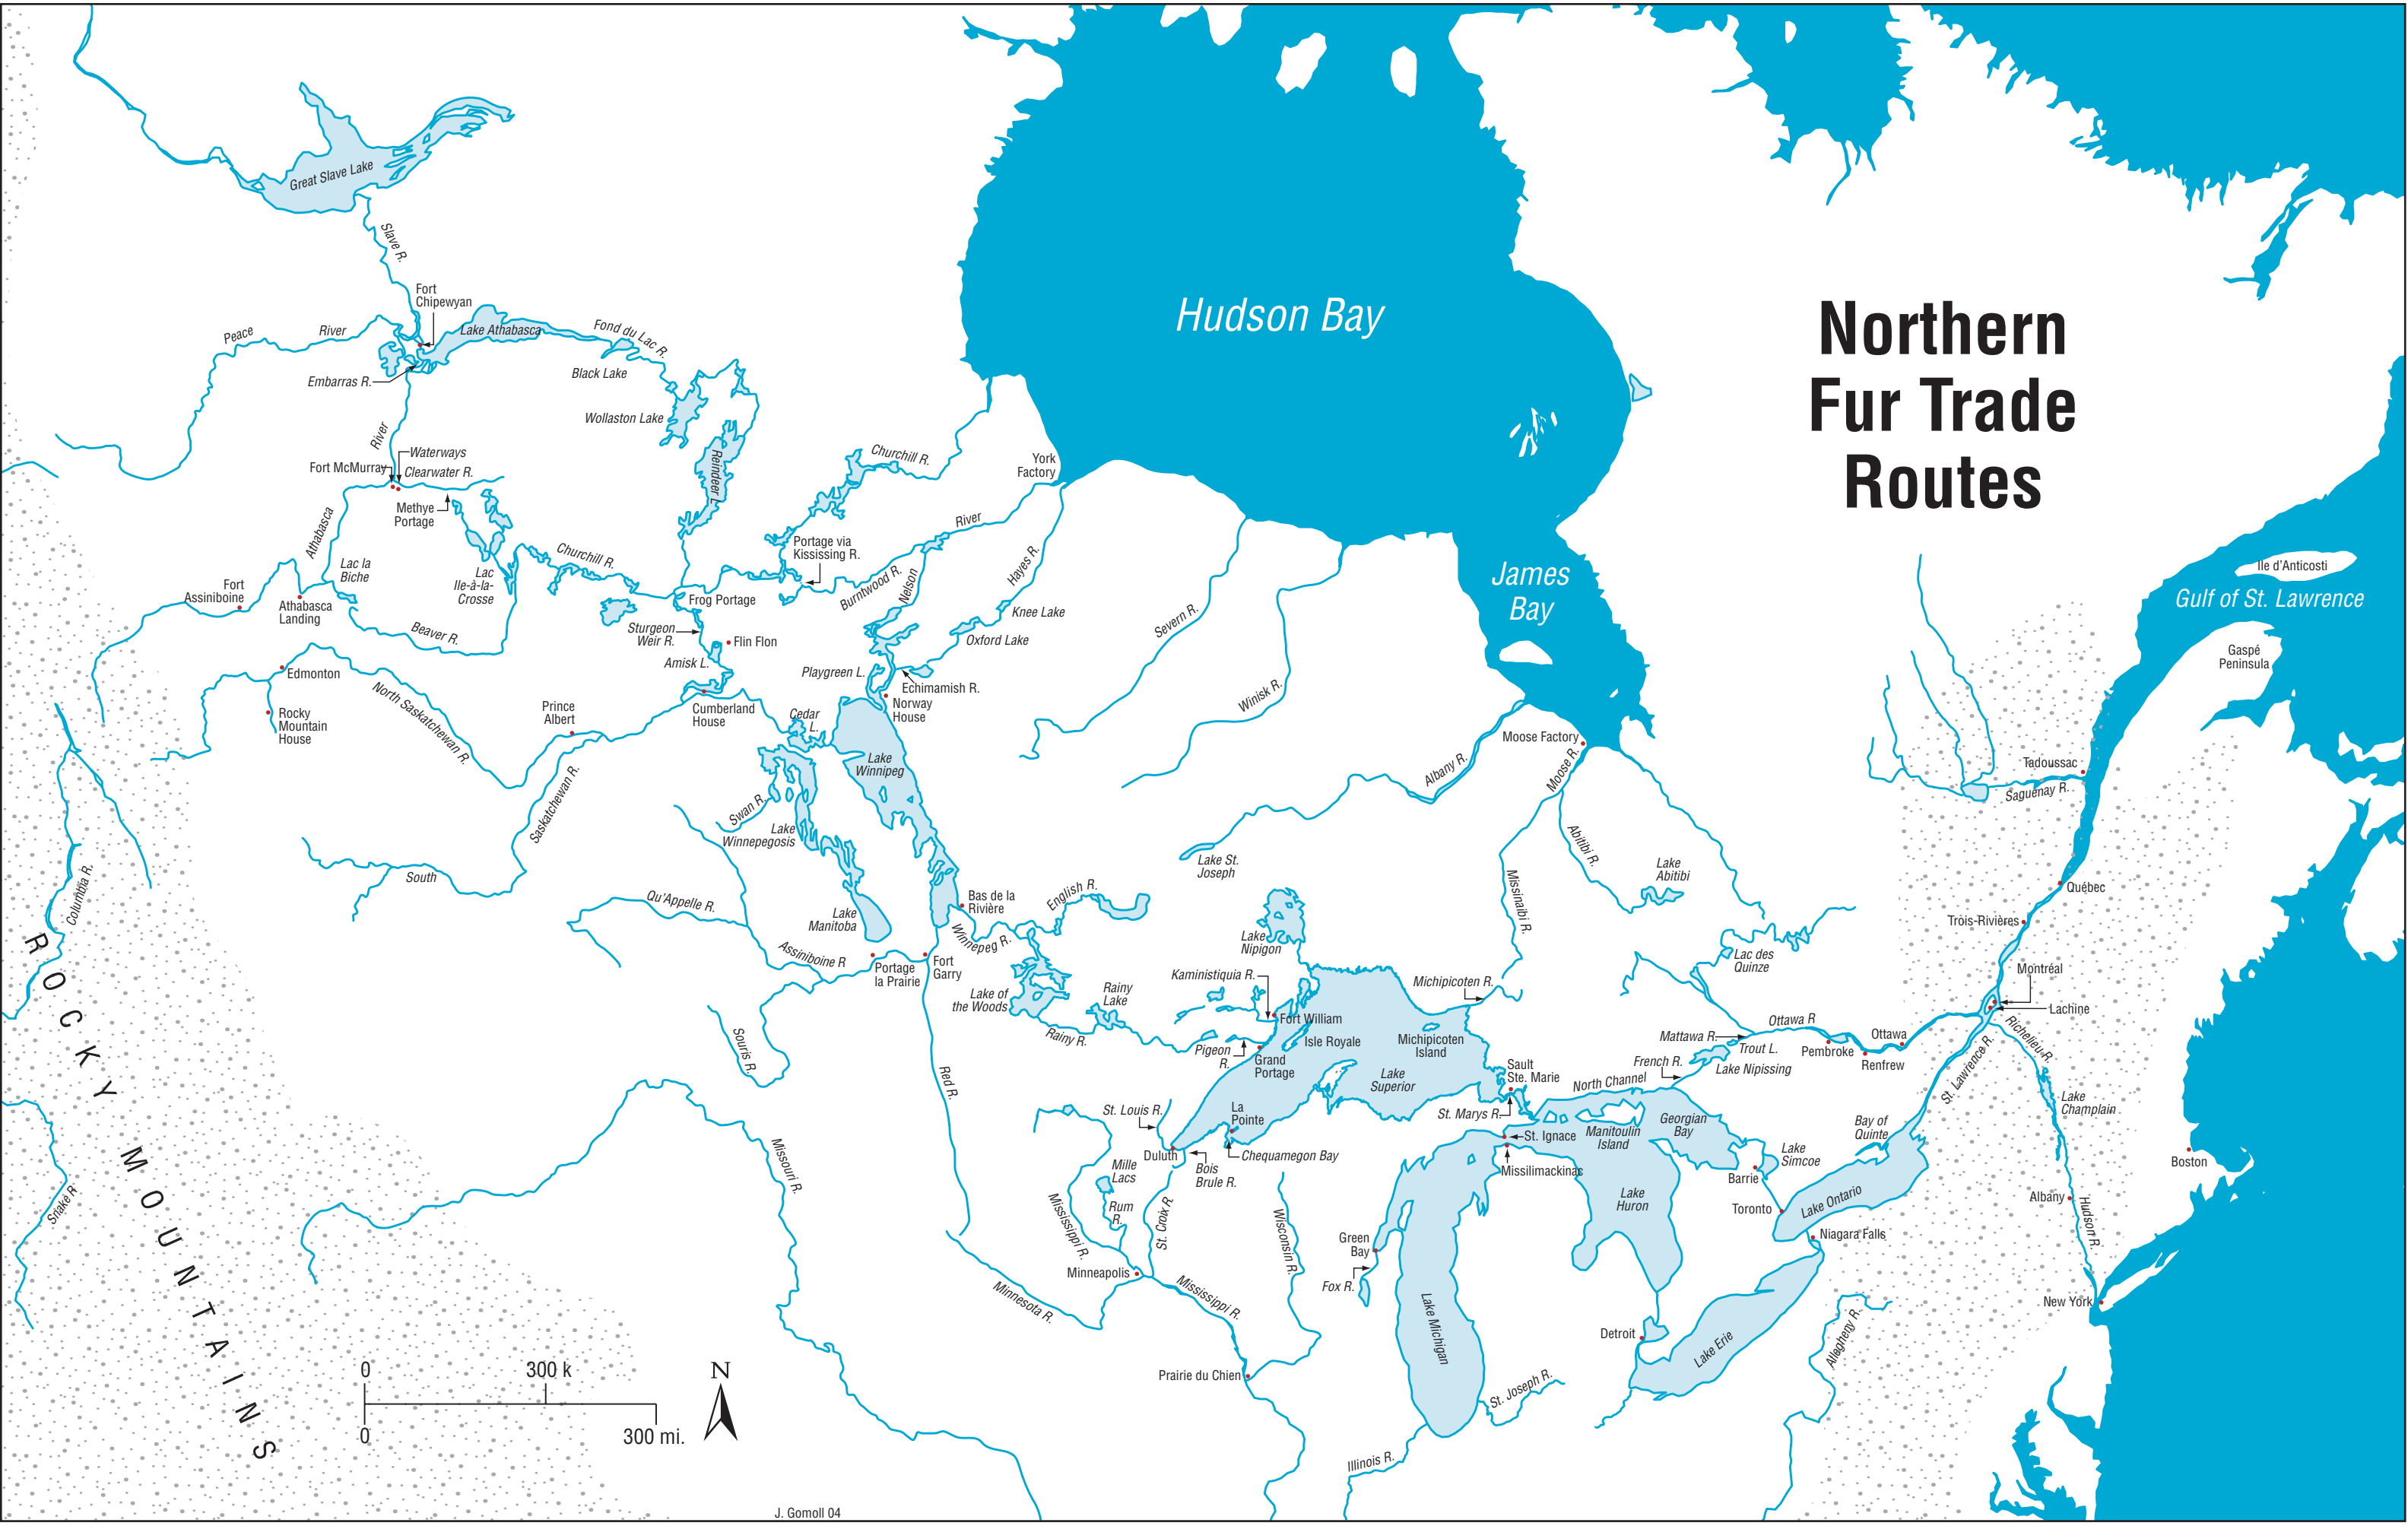 Northern
Fur Trade
Routes
Hudson Bay
James
Bay
Gulf of St. Lawrence
Ile d'Anticosti
Gaspé
Peninsula
Great Slave Lake
Slave R.
Fort
Chipewyan
Peace
River
Lake Athabasca
Fond du Lac R.
Black Lake
Embarras R.
Wollaston Lake
River
Waterways
Fort McMurray
Clearwater R.
Methye
Portage
Reindeer L.
Churchill R.
York
Factory
Athabasca
Portage via
Kississing R.
River
Churchill R.
Lac la
Biche
Lac
Ile-à-la-
Crosse
Fort
Assiniboine
Athabasca
Landing
Beaver R.
Frog Portage
Burntwood R.
Nelson
Hayes R.
Knee Lake
Oxford Lake
Sturgeon
Weir R.
Flin Flon
Amisk L.
Playgreen L.
Echimamish R.
Norway
House
Severn R.
Winisk R.
Edmonton
Rocky
Mountain
House
North Saskatchewan R.
Prince
Albert
Cumberland
House
Cedar
L.
Lake
Winnipeg
Moose Factory
Albany R.
Moose R.
Tadoussac
Saguenay R.
Saskatchewan R.
Swan R.
Lake
Winnepegosis
Lake St.
Joseph
Abitibi R.
Lake
Abitibi
Columbia R.
South
Qu'Appelle R.
Lake
Manitoba
Bas de la
Rivière
English R.
Winnepeg R.
Missinaibi R.
Québec
Trois-Rivières
Lake
Nipigon
Lac des
Quinze
Assiniboine R
Portage
la Prairie
Fort
Garry
Lake of
the Woods
Rainy
Lake
Kaministiquia R.
Michipicoten R.
Montréal
Lachine
Fort William
Isle Royale
Michipicoten
Island
Souris R.
Rainy R.
Pigeon
R.
Grand
Portage
Lake
Superior
Sault
Ste. Marie
Mattawa R.
Ottawa R
Trout L.
Pembroke
Ottawa
Renfrew
Richelieu R.
St. Lawrence R.
French R.
Lake Nipissing
North Channel
Red R.
St. Louis R.
La
Pointe
St. Marys R.
St. Ignace
Manitoulin
Island
Georgian
Bay
Bay of
Quinte
Lake
Champlain
Duluth
Bois
Brule R.
Chequamegon Bay
Missilimackinac
Lake
Simcoe
Barrie
Boston
Missouri R.
Mille
Lacs
Rum
R.
Mississippi R.
St. Croix R.
Wisconsin R.
Lake
Huron
Toronto
Lake Ontario
Albany
Hudson R.
Snake R
Green
Bay
Fox R.
Niagara Falls
Minneapolis
Minnesota R.
Mississippi R.
Lake Michigan
New York
Detroit
Lake Erie
Allegheny R.
Prairie du Chien
St. Joseph R.
Illinois R.
ROCKY MOUNTAINS
0
300 k
0
300 mi.
N
J. Gomoll 04